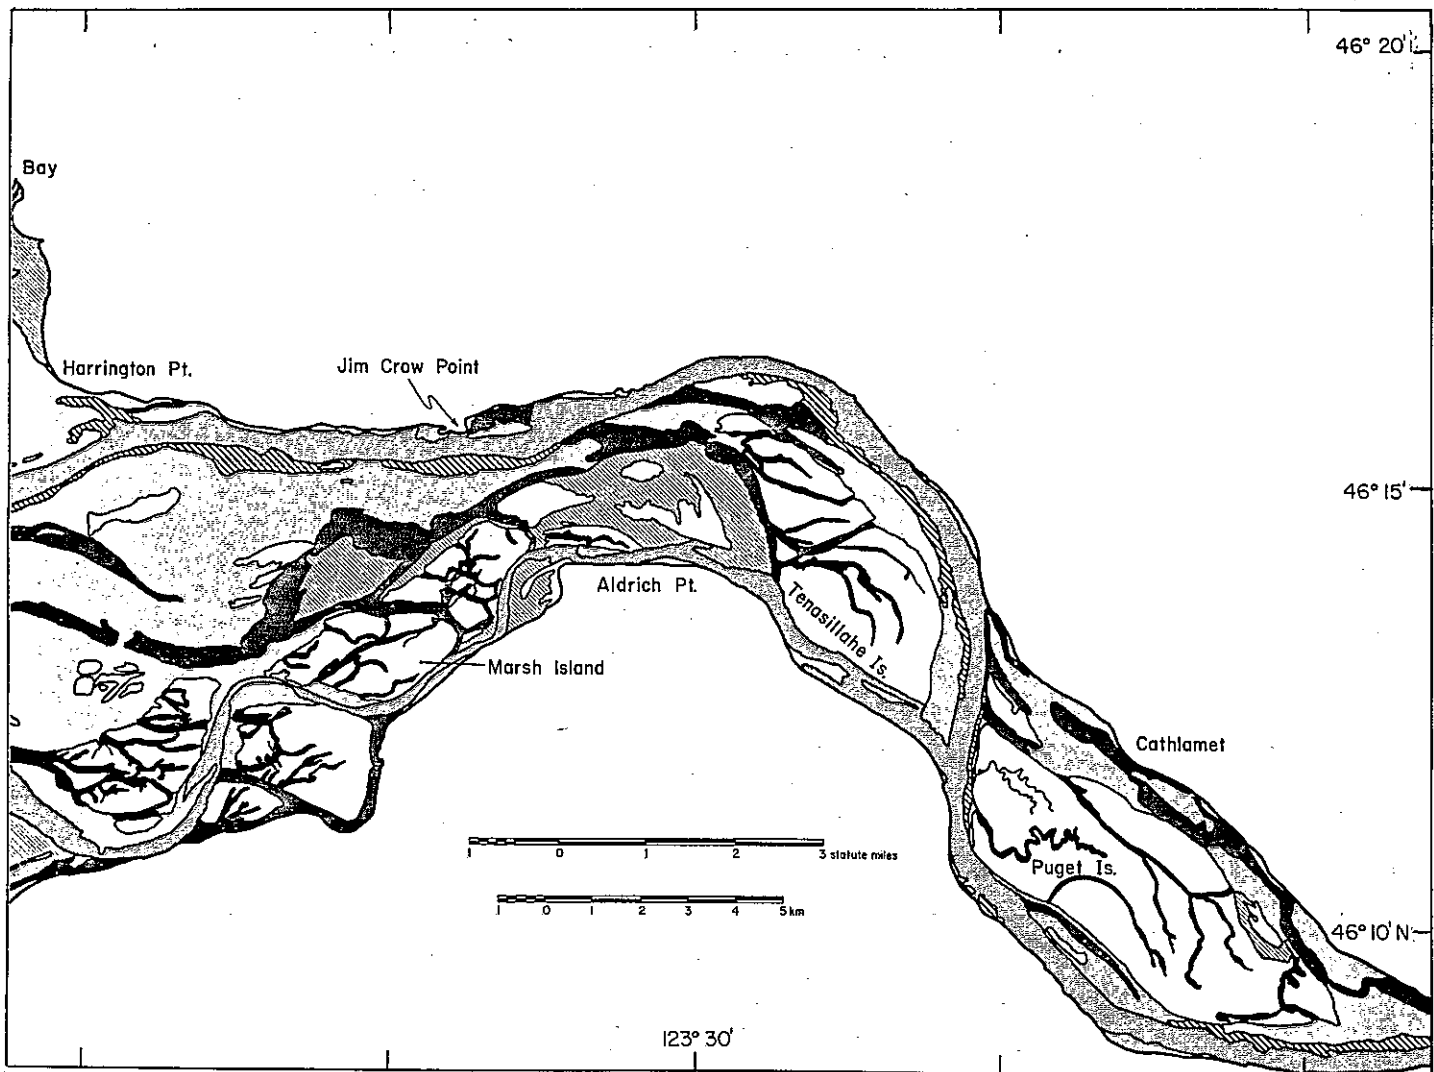 46° 20'
Bay
Harrington Pt.
Jim Crow Point
46° 15'
Aldrich Pt.
Tenasillahe Is.
Marsh Island
Cathlamet
1 0 1 2 3 statute miles
Puget Is.
1 0 1 2 3 4 5 km
46° 10' N
123° 30'